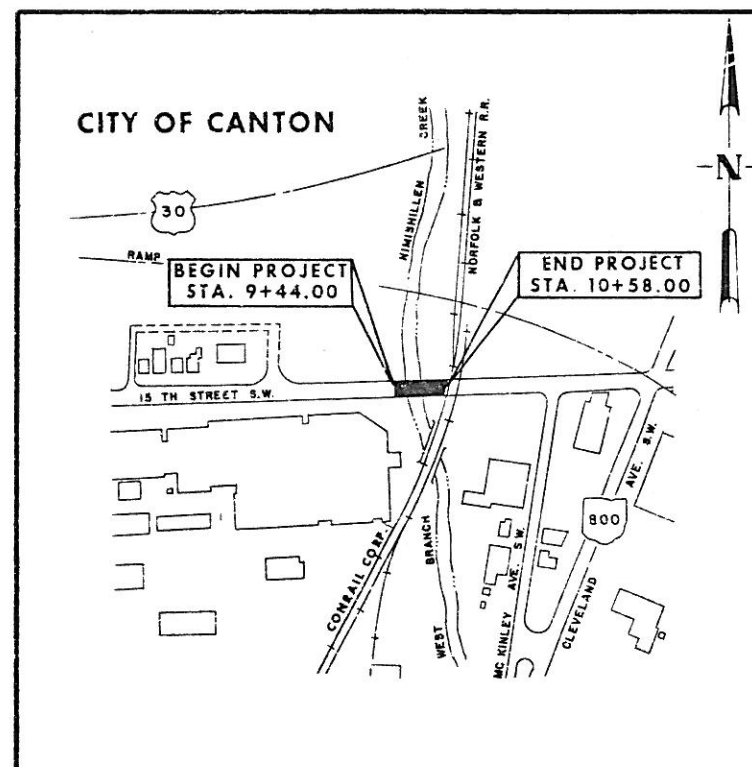 CITY OF CANTON
N
30
RAMP
NIMISHILLEN CREEK
NORFOLK & WESTERN R.R.
BEGIN PROJECT
STA. 9+44.00
END PROJECT
STA. 10+58.00
15 TH STREET S.W.
CONRAIL CORP.
WEST BRANCH
MC KINLEY AVE. S.W.
CLEVELAND AVE. S.W.
800